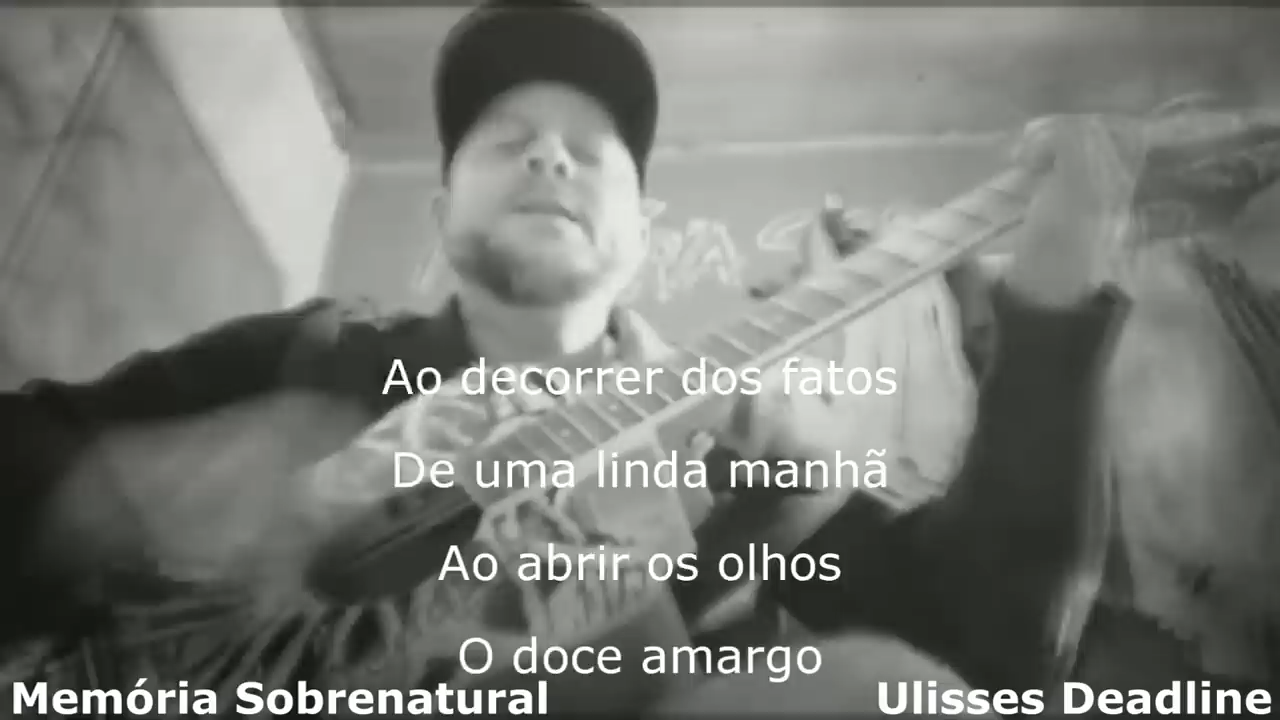 Ao decorrer dos fatos
De uma linda manhã
Ao abrir os olhos
O doce amargo
Memória Sobrenatural
Ulisses Deadline